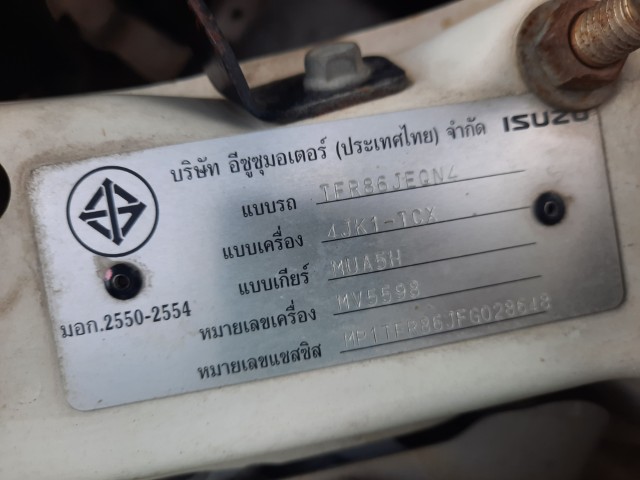 บริษัท อีซูซุมอเตอร์ (ประเทศไทย) จำกัด ISUZU
แบบรถ TFR86JEGN4
แบบเครื่อง 4JK1-TCX
แบบเกียร์ MUA5H
มอก.2550-2554
หมายเลขเครื่อง MV5598
หมายเลขแชสซิส MP1TFR86JFG028648